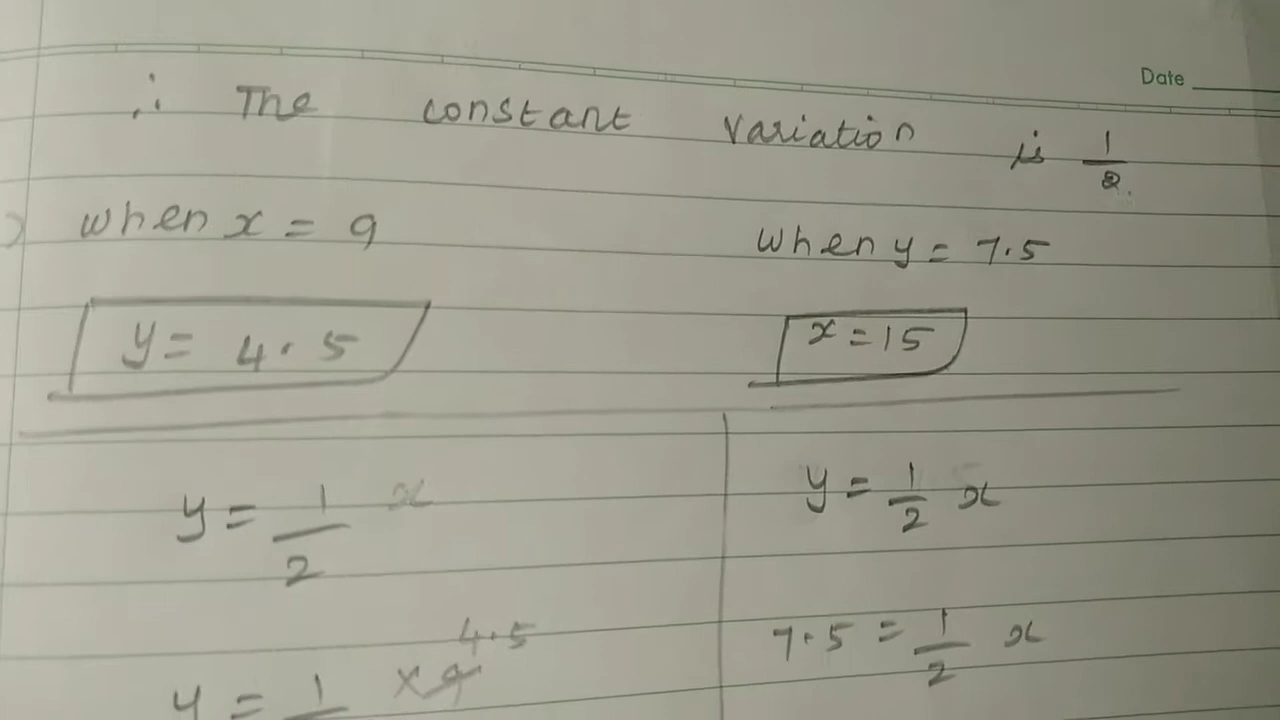 Date
∴ The constant variation is 1/2.
when x = 9
y = 4.5
when y = 7.5
x = 15
y = 1/2 x
y = 1/ × 9 4.5
y = 1/2 x
7.5 = 1/2 x